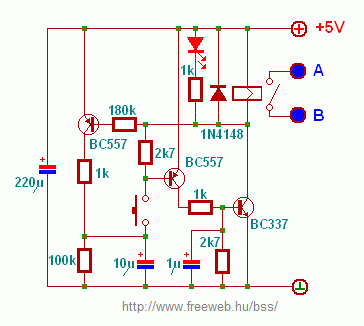 +5V
1k
A
B
180k
1N4148
BC557
2k7
BC557
220µ
1k
1k
BC337
100k
10µ
1µ
2k7
http://www.freeweb.hu/bss/